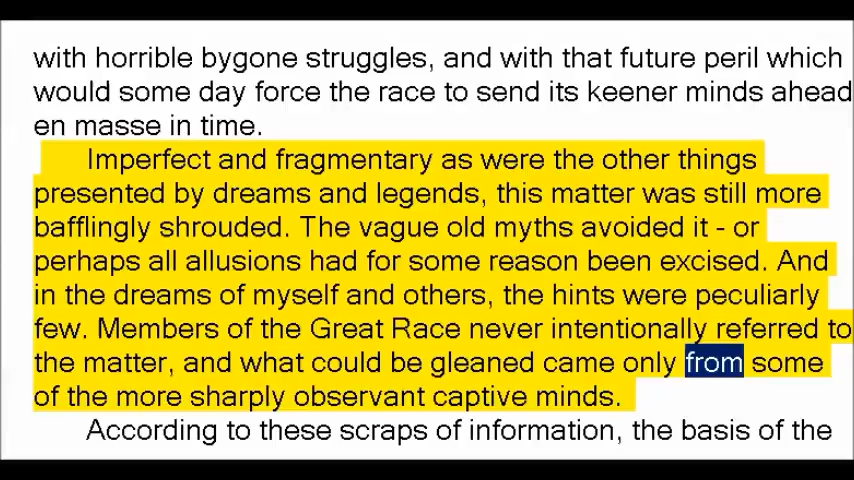 with horrible bygone struggles, and with that future peril which
would some day force the race to send its keener minds ahead
en masse in time.
Imperfect and fragmentary as were the other things
presented by dreams and legends, this matter was still more
bafflingly shrouded. The vague old myths avoided it - or
perhaps all allusions had for some reason been excised. And
in the dreams of myself and others, the hints were peculiarly
few. Members of the Great Race never intentionally referred to
the matter, and what could be gleaned came only from some
of the more sharply observant captive minds.
According to these scraps of information, the basis of the